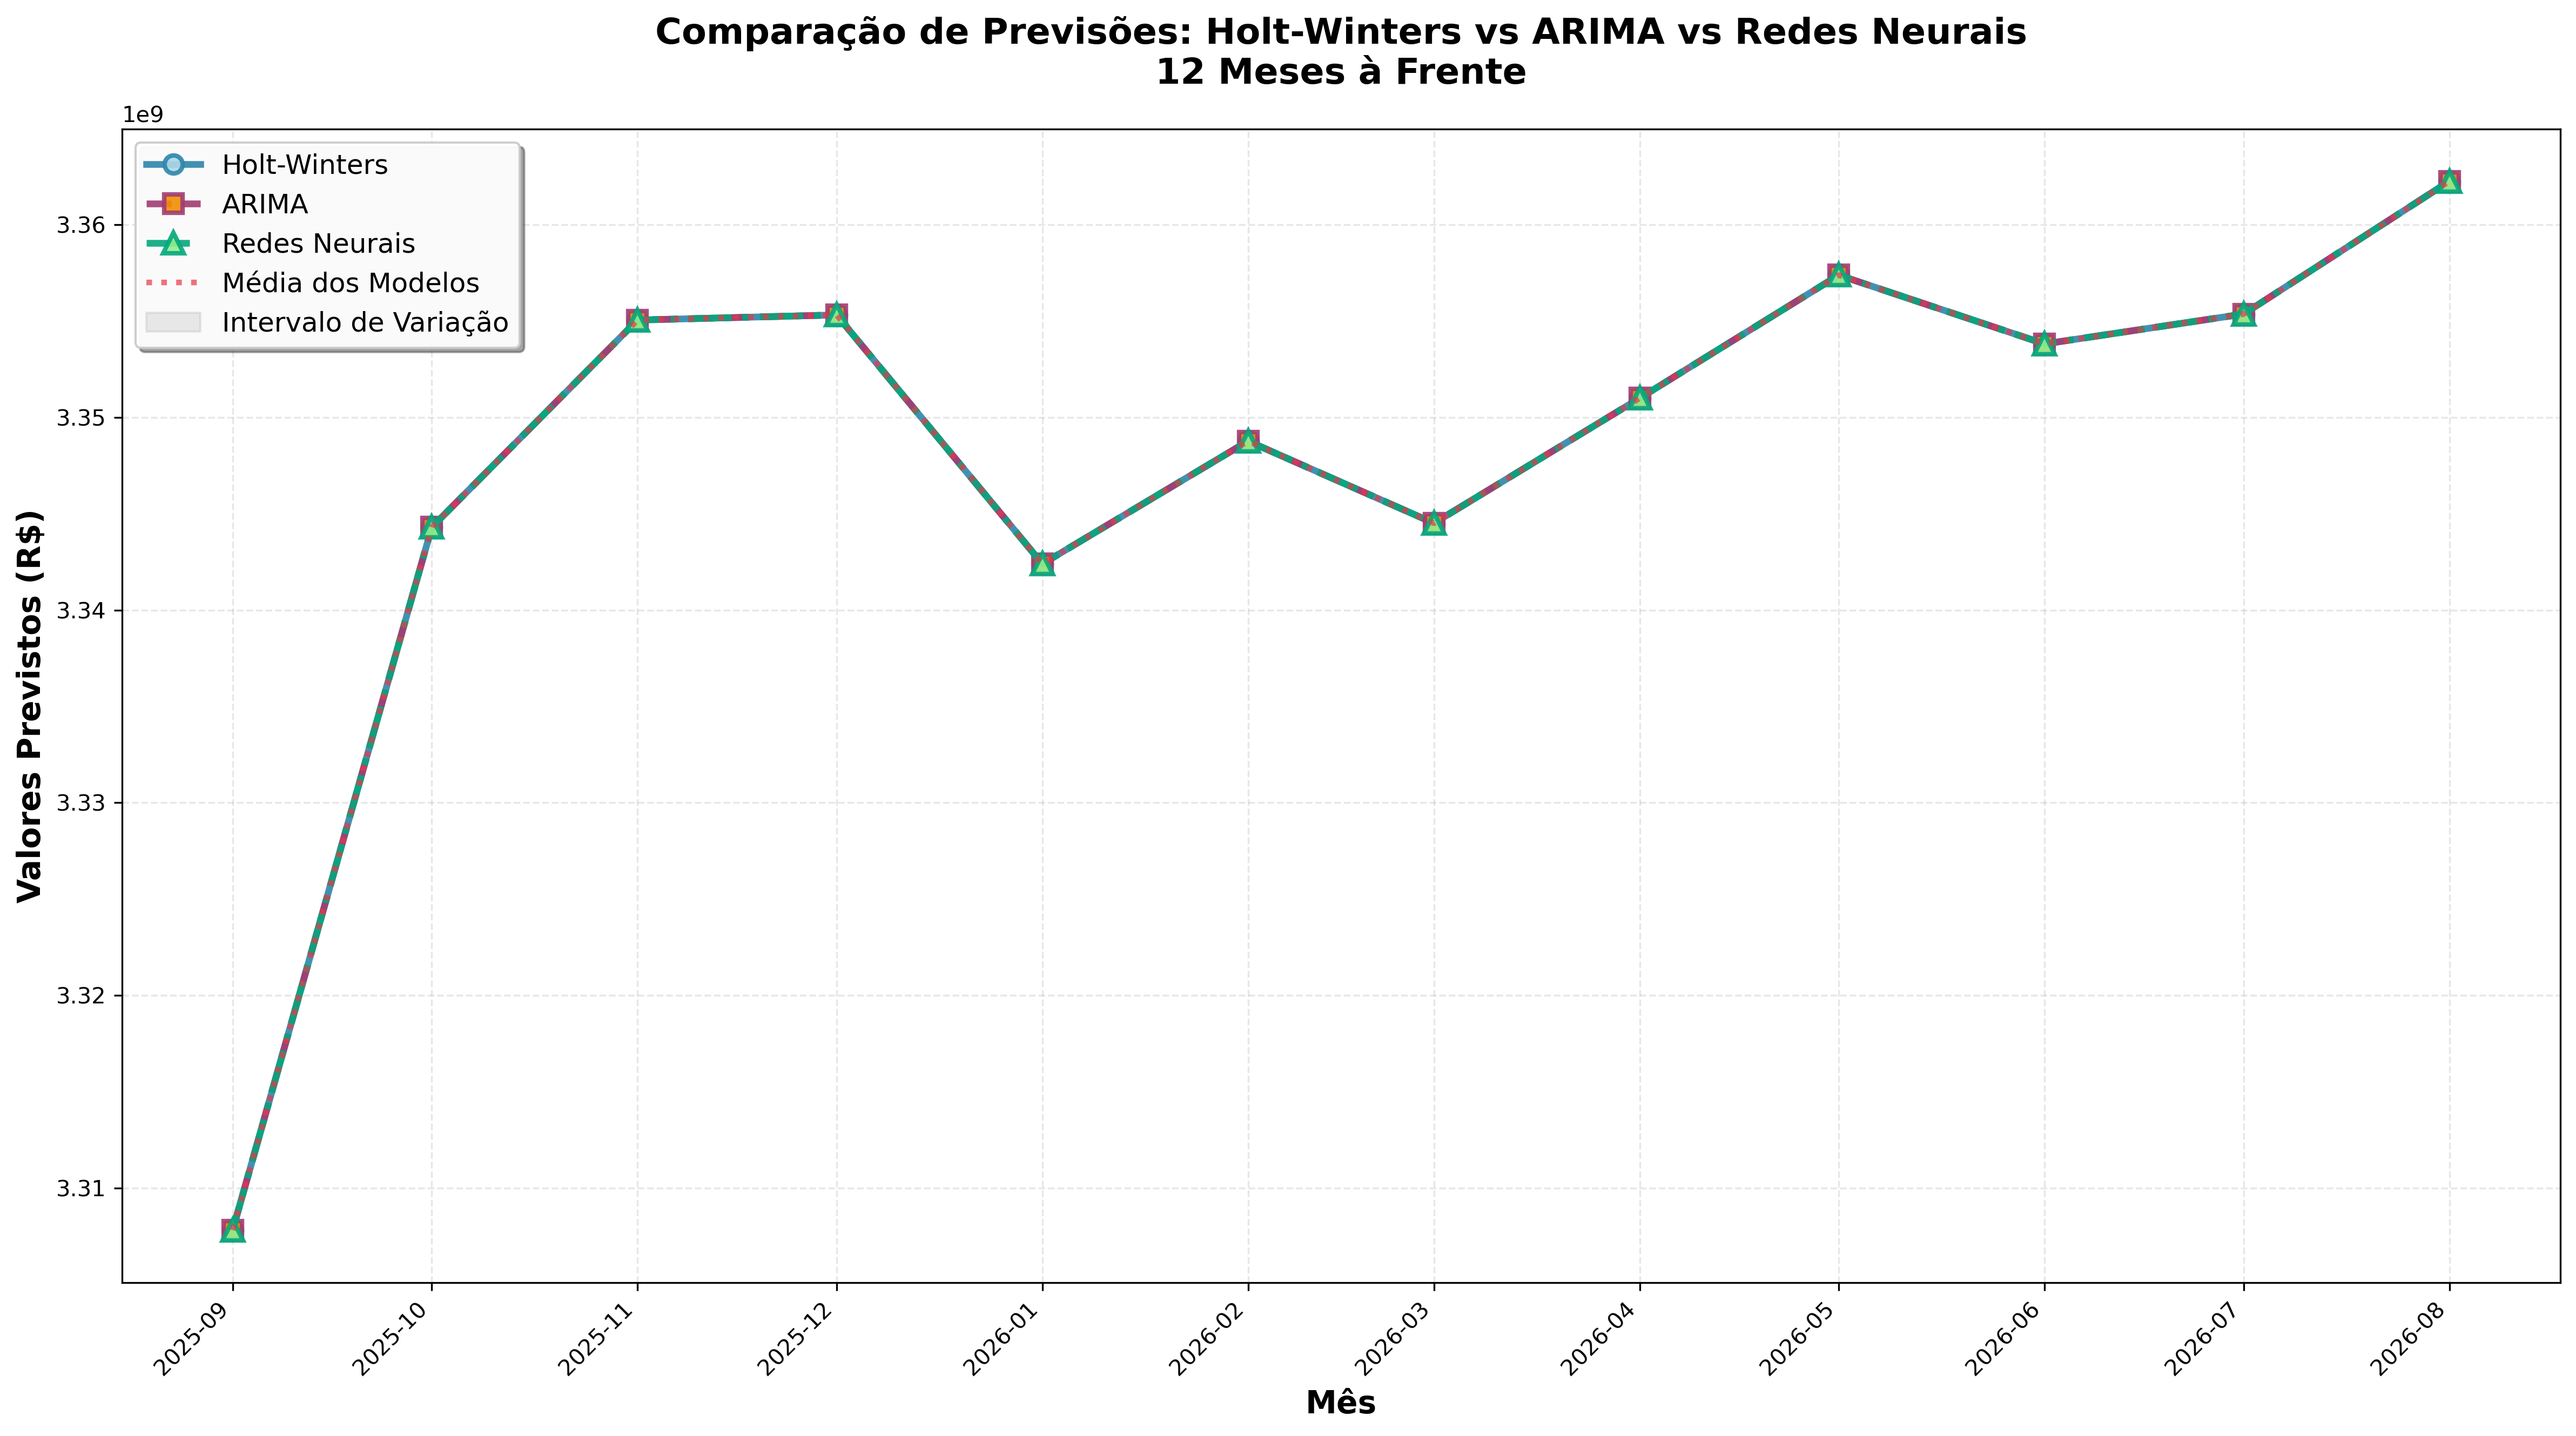 Comparação de Previsões: Holt-Winters vs ARIMA vs Redes Neurais
12 Meses à Frente
1e9
Holt-Winters
ARIMA
Redes Neurais
Média dos Modelos
Intervalo de Variação
3.36
3.35
3.34
3.33
3.32
3.31
Valores Previstos (R$)
2025-09
2025-10
2025-11
2025-12
2026-01
2026-02
2026-03
2026-04
2026-05
2026-06
2026-07
2026-08
Mês